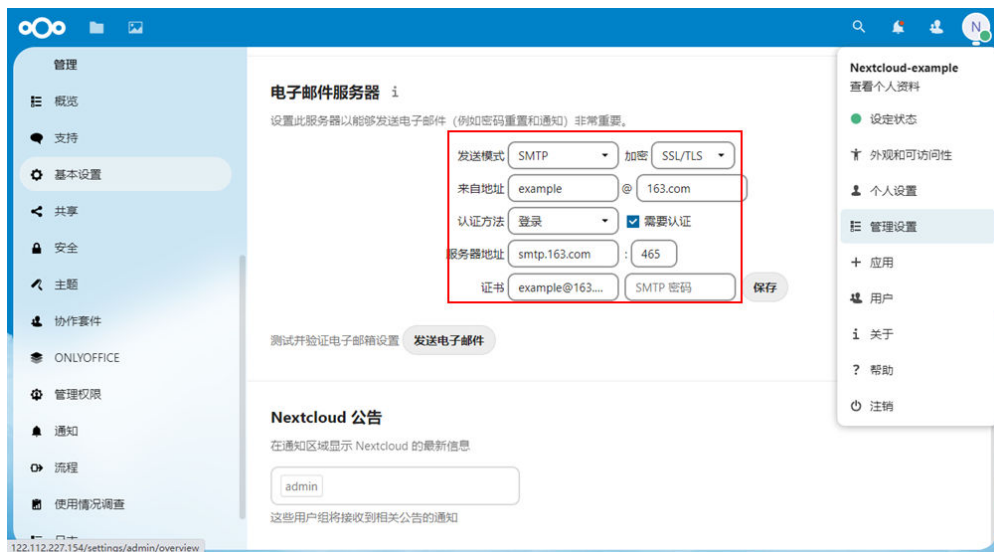 N
管理
概览
支持
基本设置
共享
安全
主题
协作套件
ONLYOFFICE
管理权限
通知
流程
使用情况调查
电子邮件服务器 i
设置此服务器以能够发送电子邮件（例如密码重置和通知）非常重要。
发送模式 SMTP 加密 SSL/TLS
来自地址 example @ 163.com
认证方法 登录 需要认证
服务器地址 smtp.163.com : 465
证书 example@163.... SMTP 密码 保存
测试并验证电子邮箱设置 发送电子邮件
Nextcloud 公告
在通知区域显示 Nextcloud 的最新信息
admin
这些用户组将接收到相关公告的通知
Nextcloud-example
查看个人资料
设定状态
外观和可访问性
个人设置
管理设置
应用
用户
关于
帮助
注销
122.112.227.154/settings/admin/overview